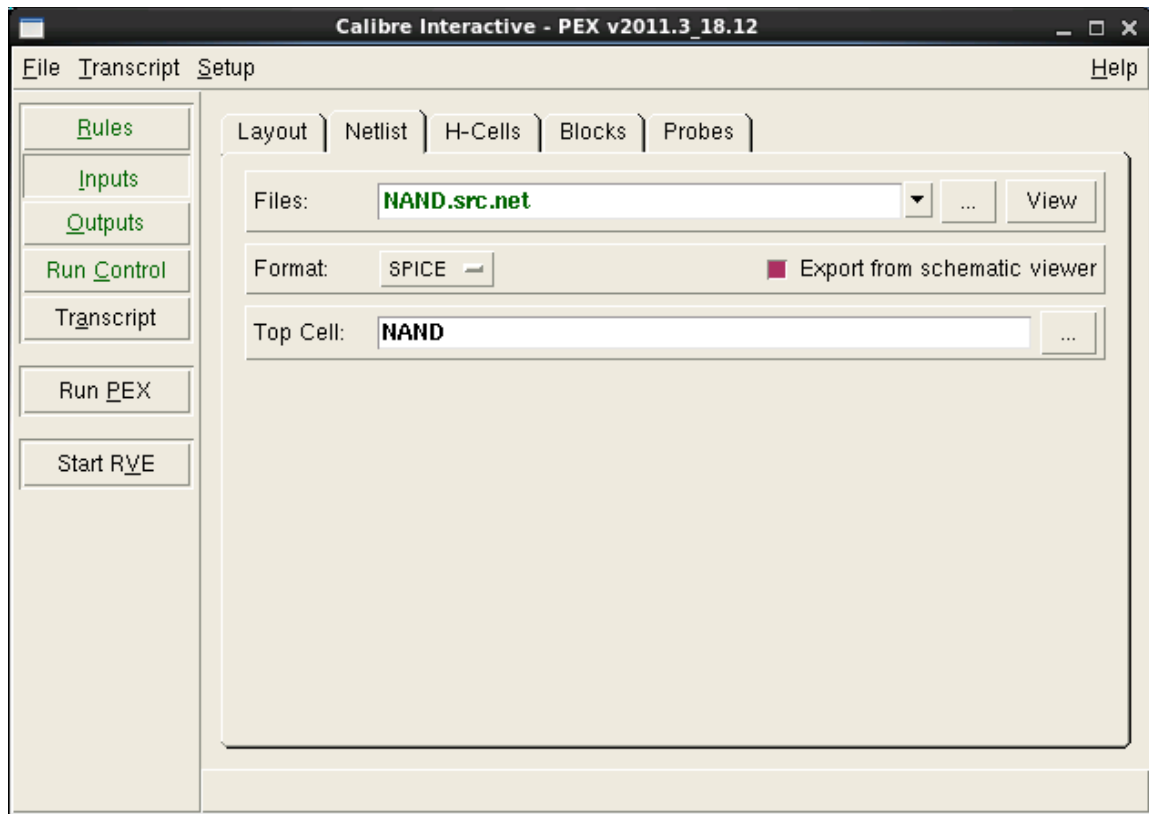 Calibre Interactive - PEX v2011.3_18.12
File Transcript Setup Help
Rules
Inputs
Outputs
Run Control
Transcript
Run PEX
Start RVE
Layout Netlist H-Cells Blocks Probes
Files: NAND.src.net ... View
Format: SPICE Export from schematic viewer
Top Cell: NAND ...